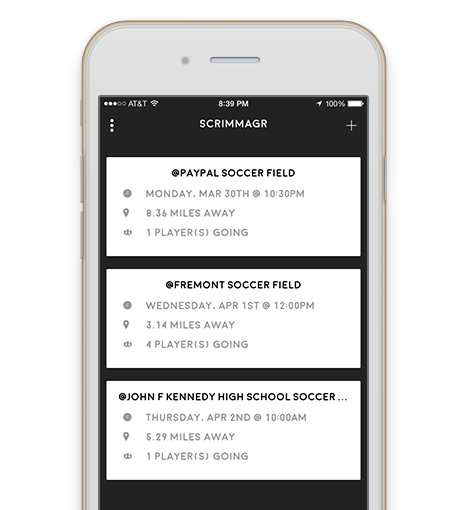 AT&T 8:39 PM 100%
SCRIMMAGR
@PAYPAL SOCCER FIELD
MONDAY. MAR 30TH @ 10:30PM
8.36 MILES AWAY
1 PLAYER(S) GOING
@FREMONT SOCCER FIELD
WEDNESDAY. APR 1ST @ 12:00PM
3.14 MILES AWAY
4 PLAYER(S) GOING
@JOHN F KENNEDY HIGH SCHOOL SOCCER ...
THURSDAY. APR 2ND @ 10:00AM
5.29 MILES AWAY
1 PLAYER(S) GOING